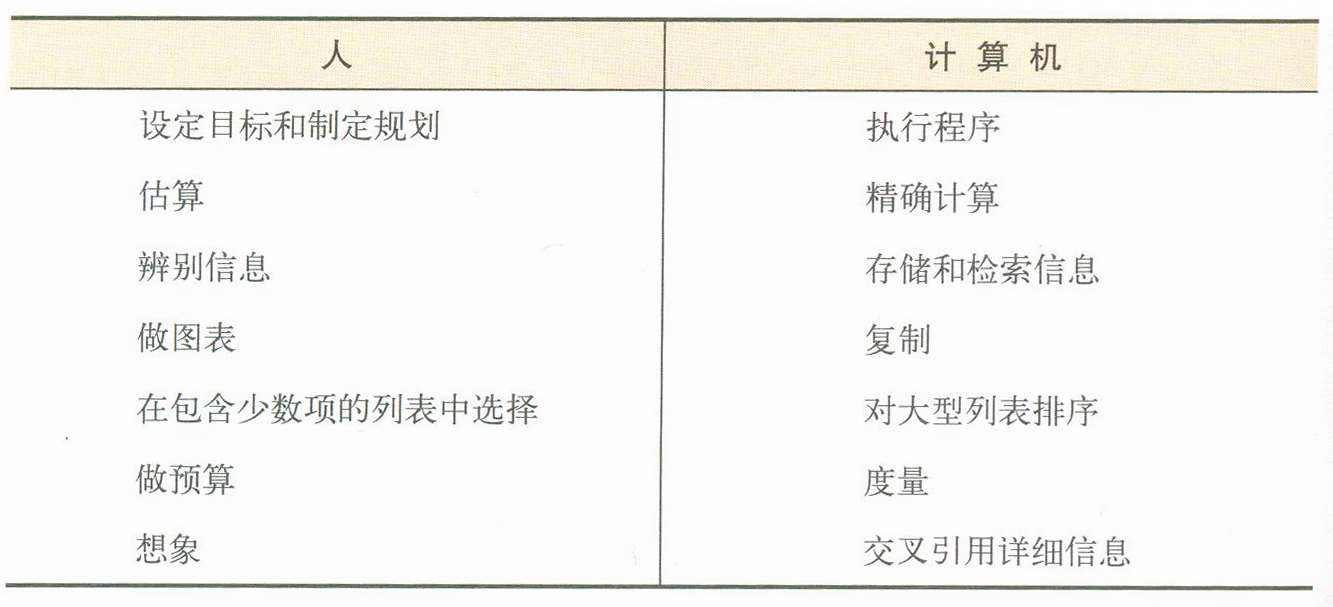 人 计算机
设定目标和制定规划 执行程序
估算 精确计算
辨别信息 存储和检索信息
做图表 复制
在包含少数项的列表中选择 对大型列表排序
做预算 度量
想象 交叉引用详细信息